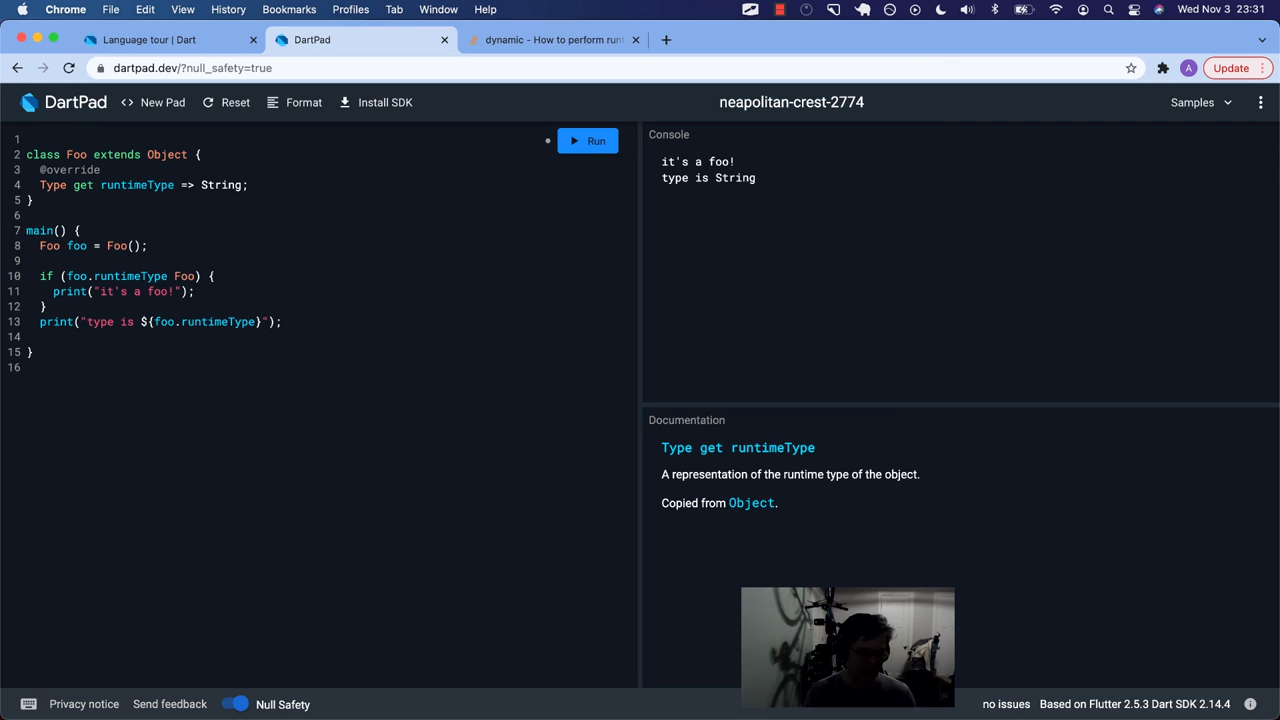 Chrome File Edit View History Bookmarks Profiles Tab Window Help Wed Nov 3 23:31
Language tour | Dart
DartPad
dynamic - How to perform runt
dartpad.dev/?null_safety=true
A
Update
DartPad
<> New Pad
Reset
Format
Install SDK
neapolitan-crest-2774
Samples
Run
1
2 class Foo extends Object {
3 @override
4 Type get runtimeType => String;
5 }
6
7 main() {
8 Foo foo = Foo();
9
10 if (foo.runtimeType Foo) {
11 print("it's a foo!");
12 }
13 print("type is ${foo.runtimeType}");
14
15 }
16
Console
it's a foo!
type is String
Documentation
Type get runtimeType
A representation of the runtime type of the object.
Copied from Object.
Privacy notice
Send feedback
Null Safety
no issues
Based on Flutter 2.5.3 Dart SDK 2.14.4